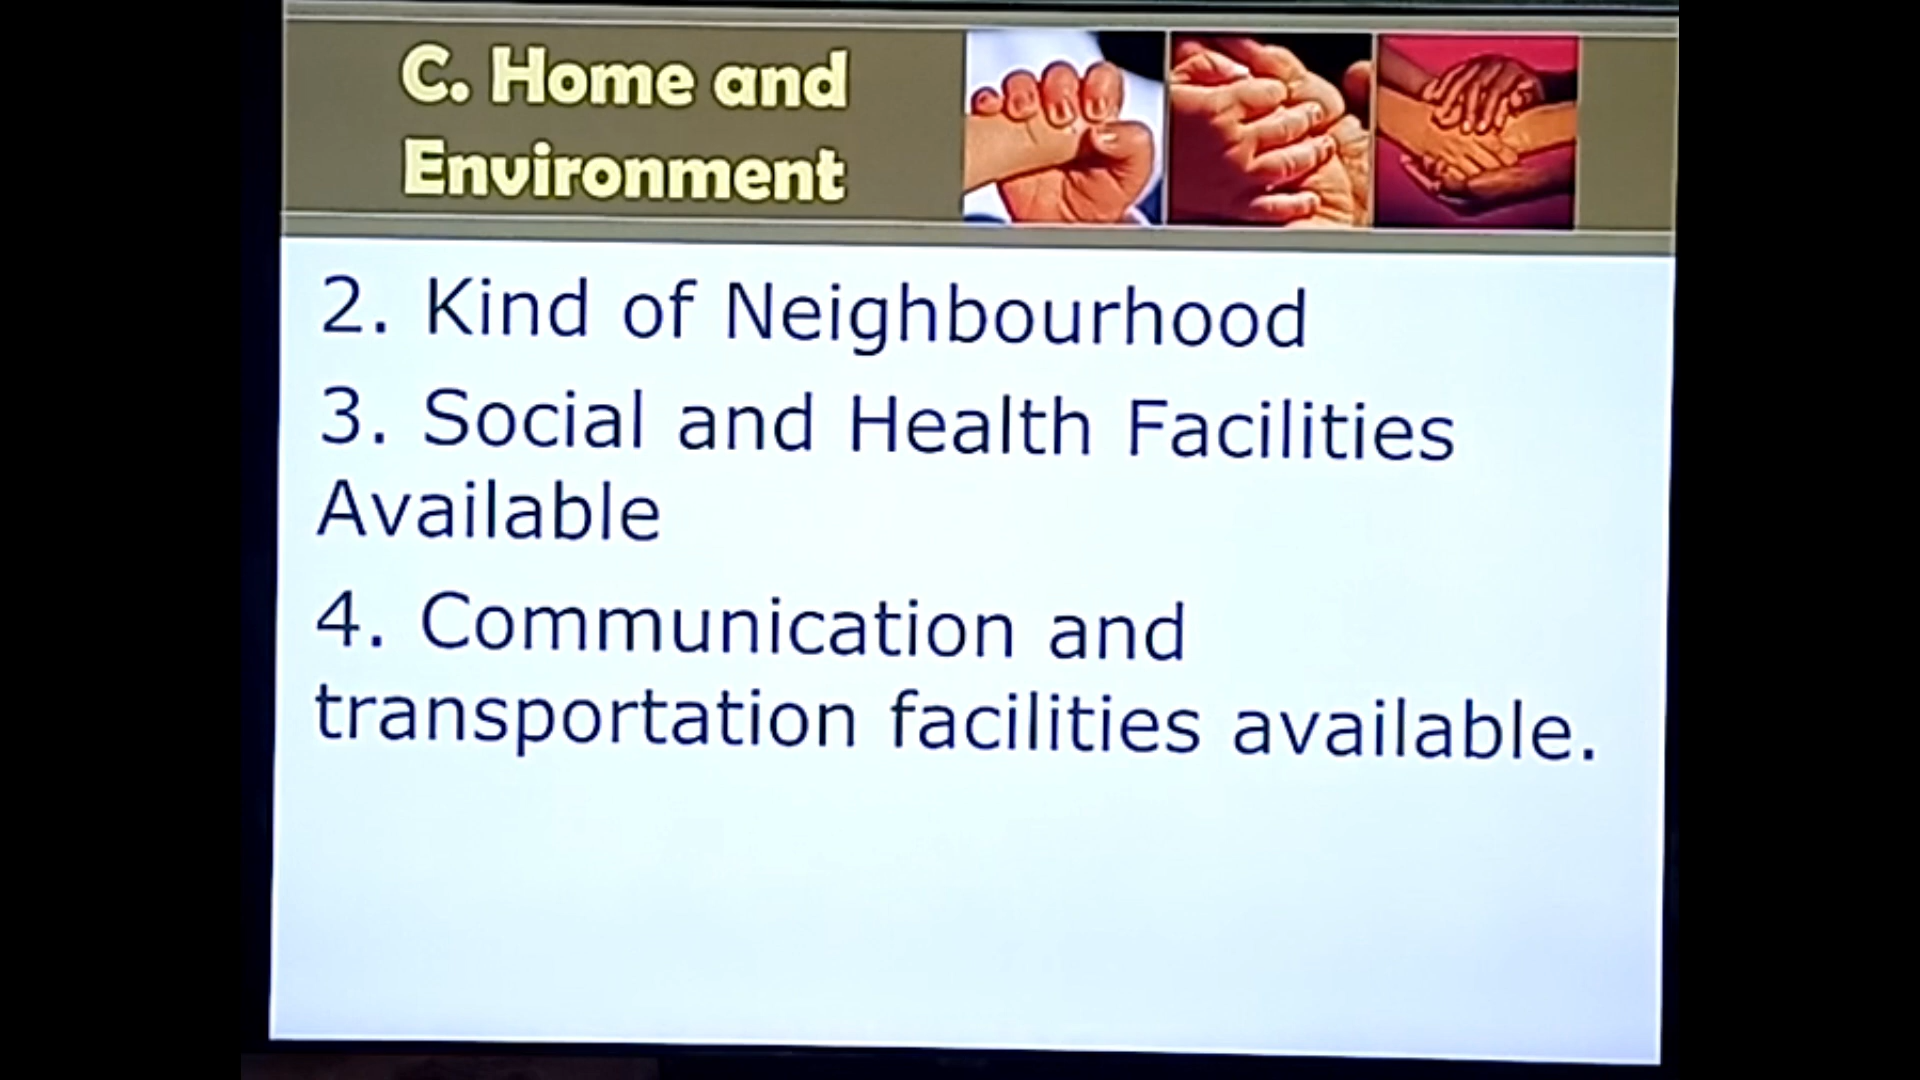 C. Home and
Environment
2. Kind of Neighbourhood
3. Social and Health Facilities
Available
4. Communication and
transportation facilities available.